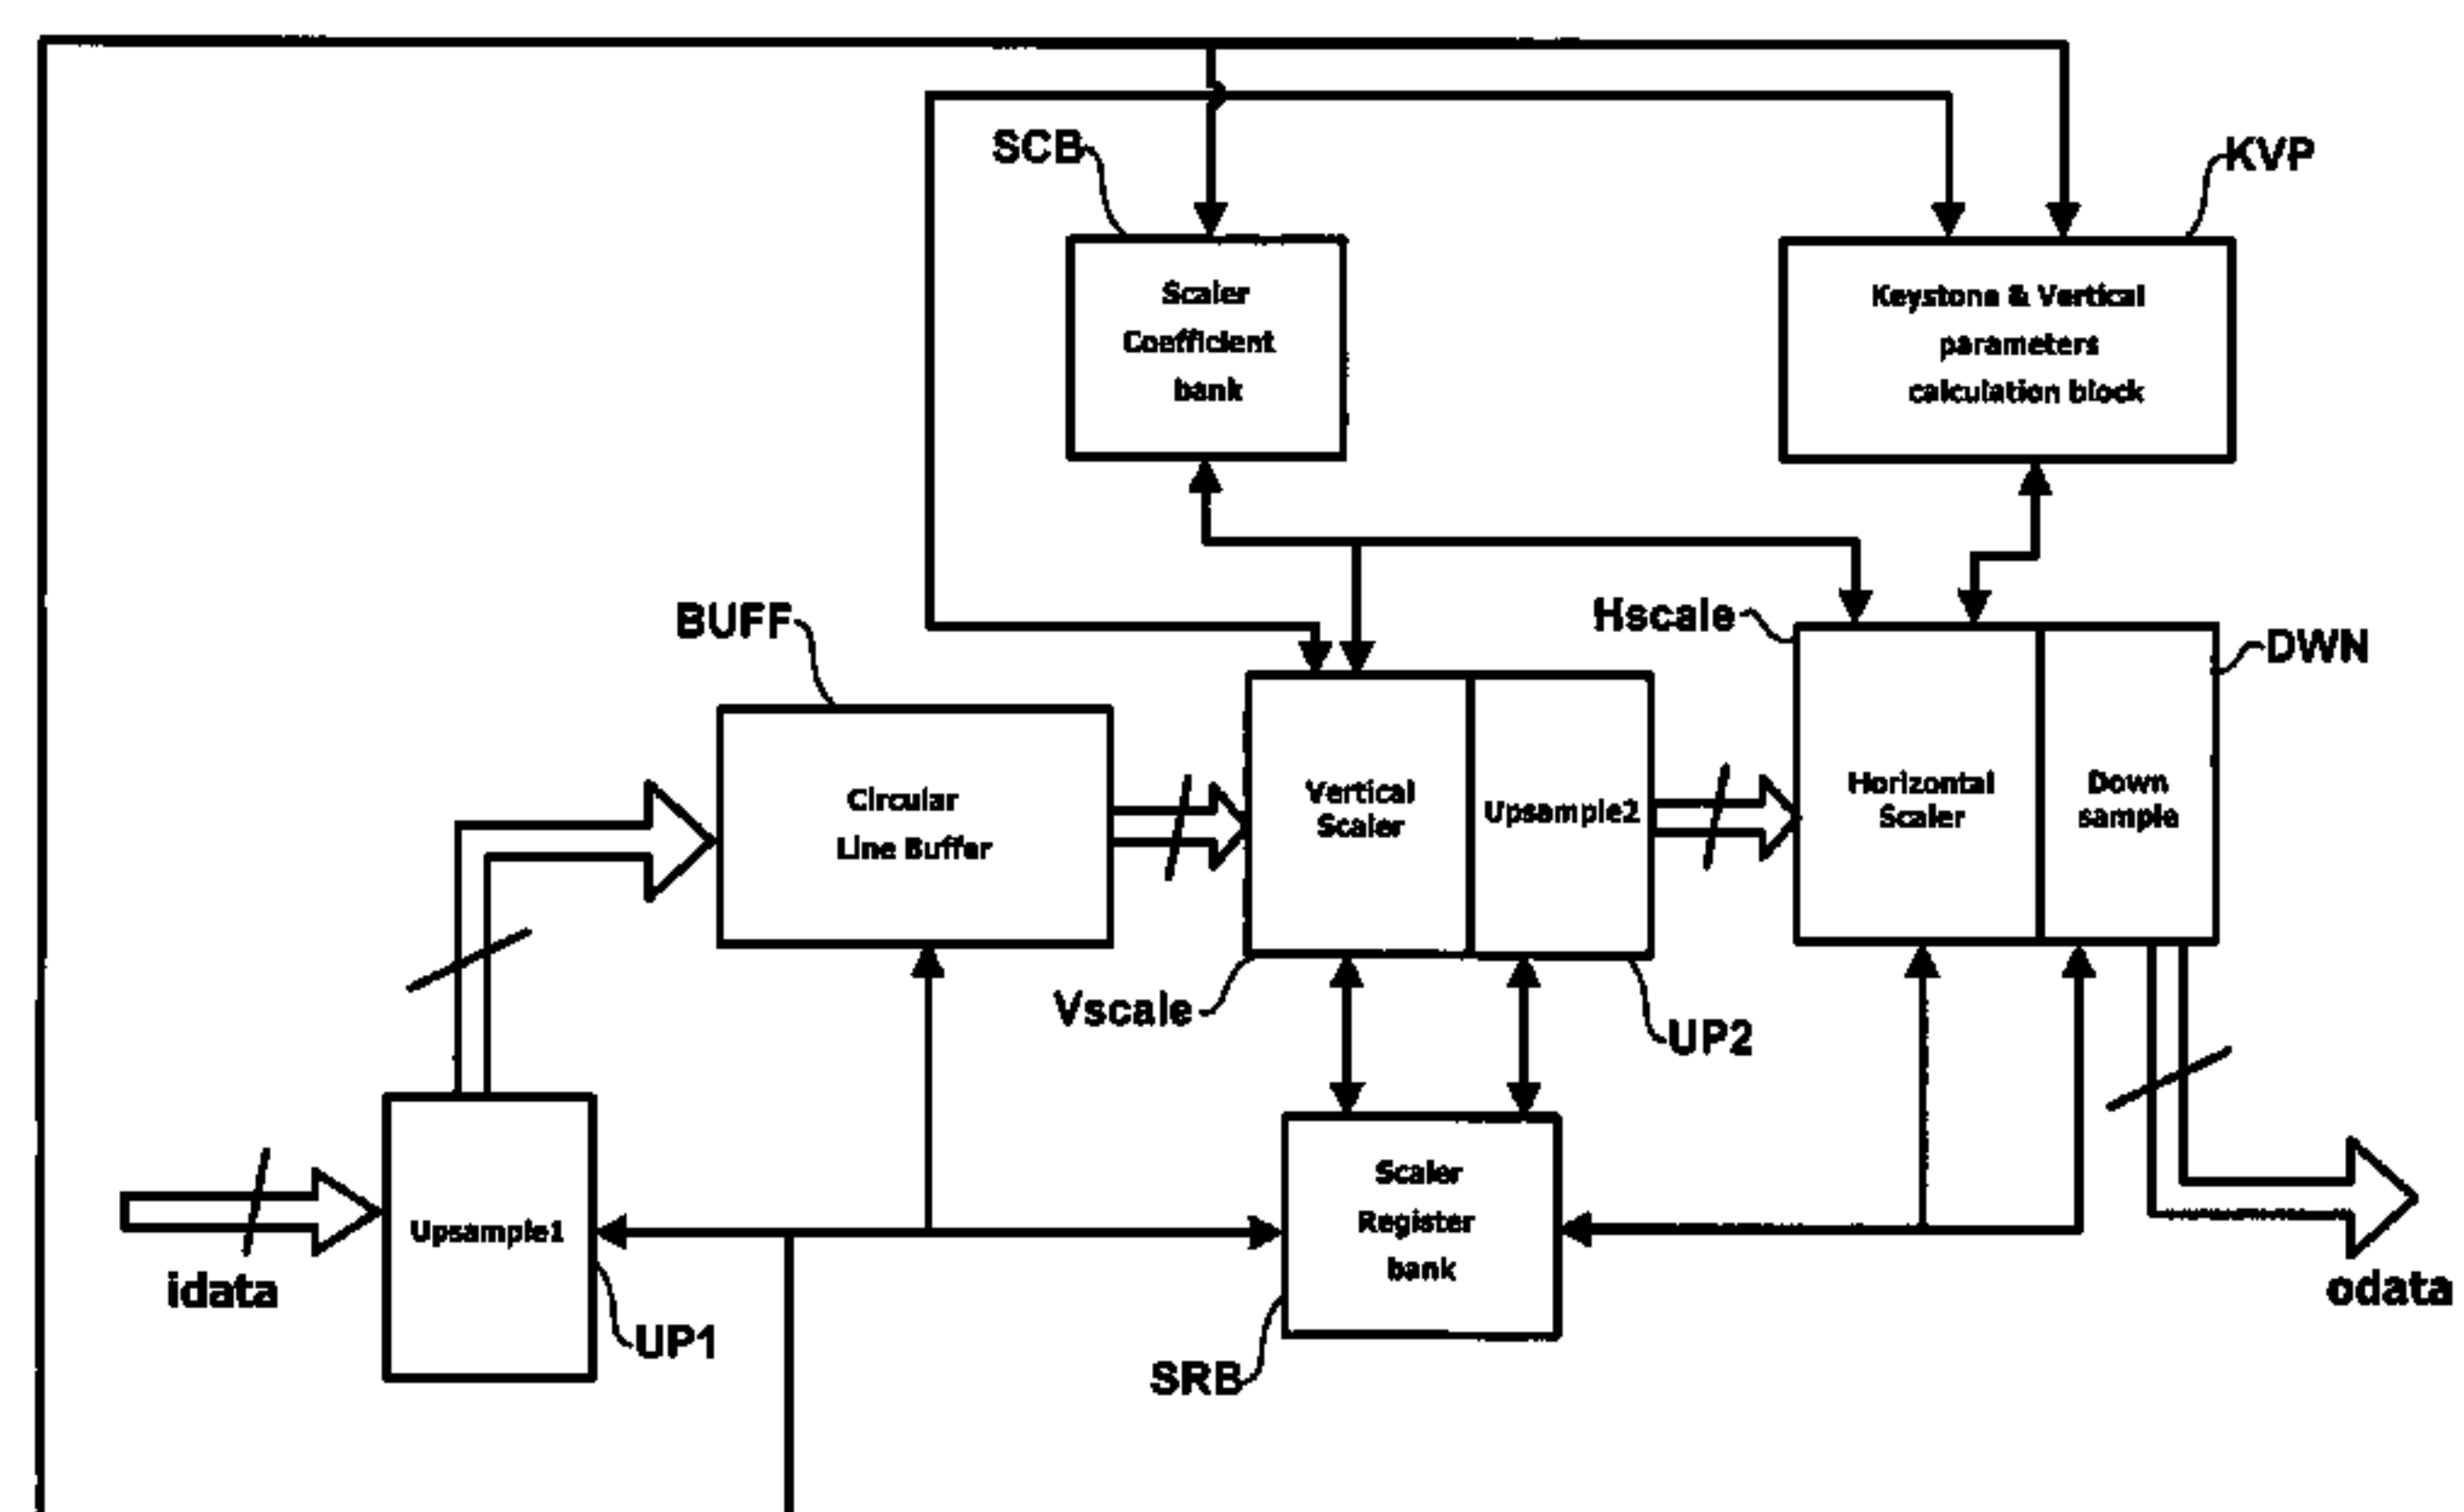 SCB
KVP
Scaler
Coefficient
bank
Keystone & Vertical
parameters
calculation block
BUFF
Hscale
DWN
Circular
Line Buffer
Vertical
Scaler
Upsample2
Horizontal
Scaler
Down
sample
Vscale
UP2
idata
Upsample1
UP1
Scaler
Register
bank
SRB
odata